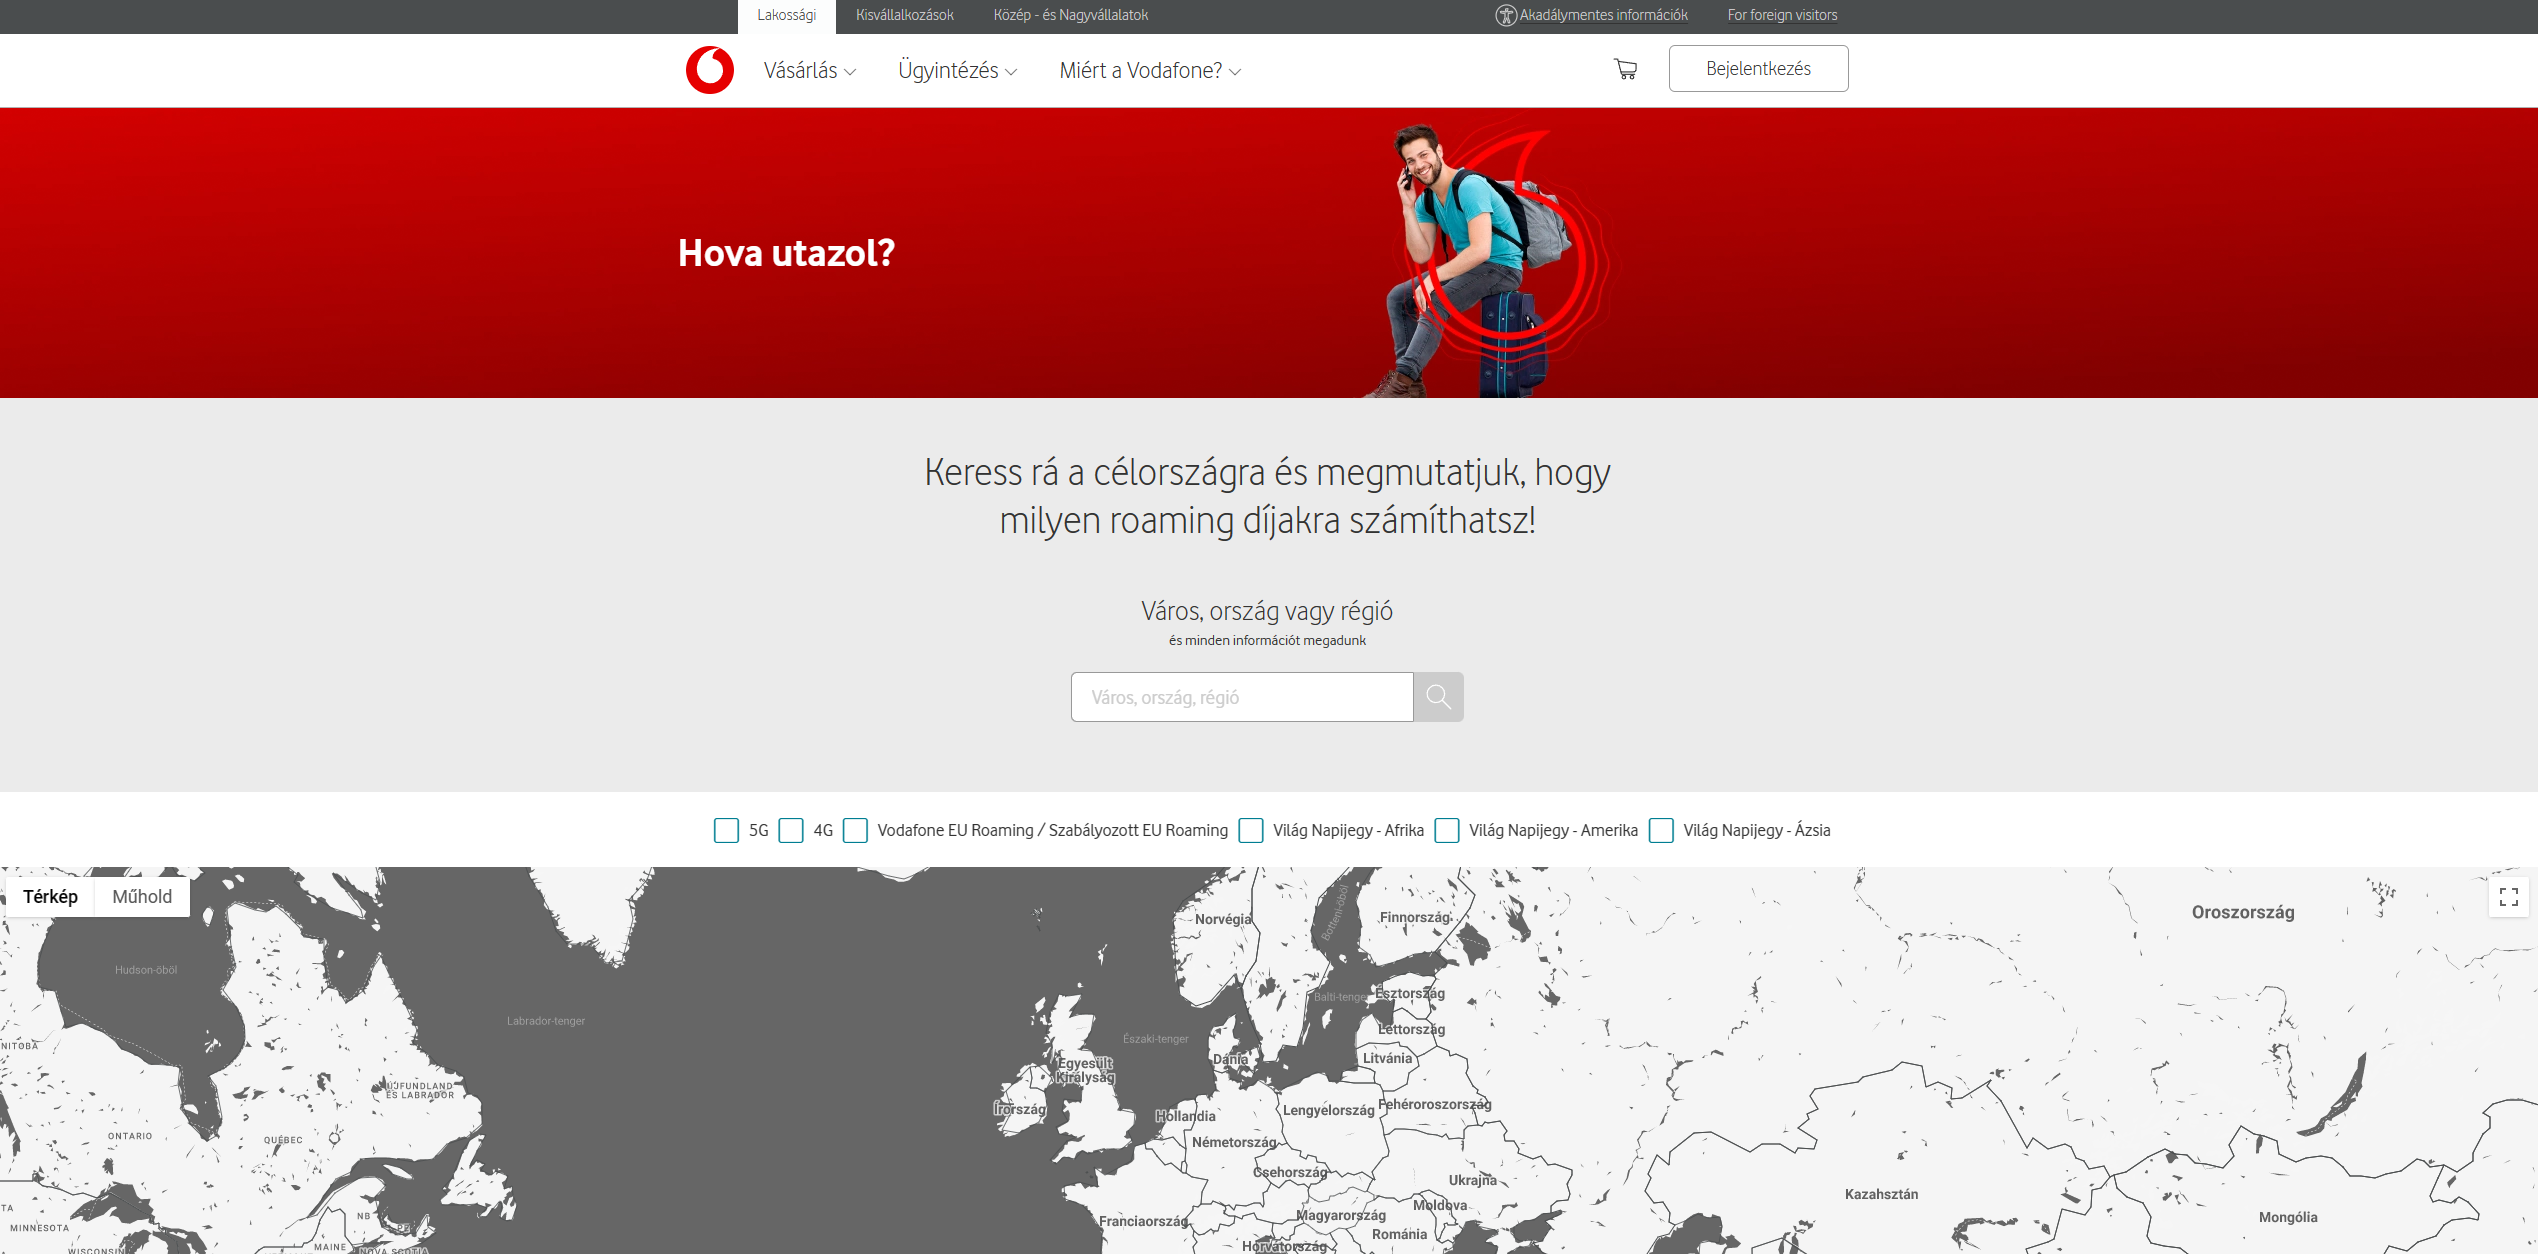 Lakossági Kisvállalkozások Közép - és Nagyvállalatok Akadálymentes információk For foreign visitors
Vásárlás Ügyintézés Miért a Vodafone? Bejelentkezés
Hova utazol?
Keress rá a célországra és megmutatjuk, hogy
milyen roaming díjakra számíthatsz!
Város, ország vagy régió
és minden információt megadunk
Város, ország, régió
5G 4G Vodafone EU Roaming / Szabályozott EU Roaming Világ Napijegy - Afrika Világ Napijegy - Amerika Világ Napijegy - Ázsia
Térkép Műhold
Oroszország
Norvégia Finnország
Botteni-öböl
Hudson-öböl
Balti-tenger Észtország
Labrador-tenger
Léttország
Északi-tenger
NITOBA
Dánia Litvánia
Egyesült
Királyság
ÚJFUNDLAND
ÉS LABRADOR
Írország Hollandia Lengyelország Fehéroroszország
ONTARIO QUÉBEC Németország
Csehország Ukrajna
Kazahsztán
TA NB Moldova
Franciaország Magyarország Mongólia
MINNESOTA PE Románia
WISCONSIN MAINE NOVA SCOTIA Horvátország